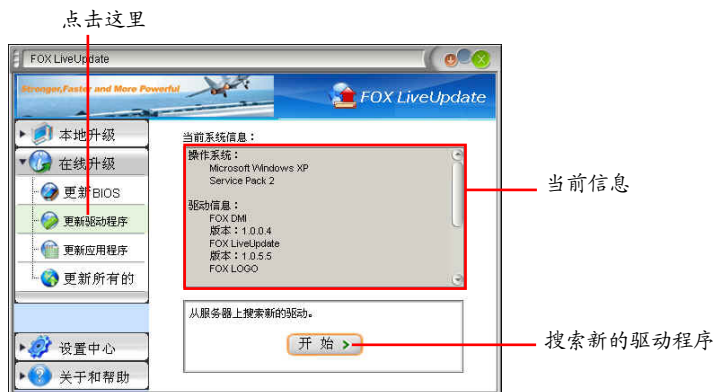 点击这里
FOX LiveUpdate
Stronger,Faster and More Powerful
FOX LiveUpdate
本地升级
在线升级
更新BIOS
更新驱动程序
更新应用程序
更新所有的
设置中心
关于和帮助
当前系统信息：
操作系统：
Microsoft Windows XP
Service Pack 2
驱动信息：
FOX DMI
版本：1.0.0.4
FOX LiveUpdate
版本：1.0.5.5
FOX LOGO
当前信息
从服务器上搜索新的驱动。
开 始
搜索新的驱动程序